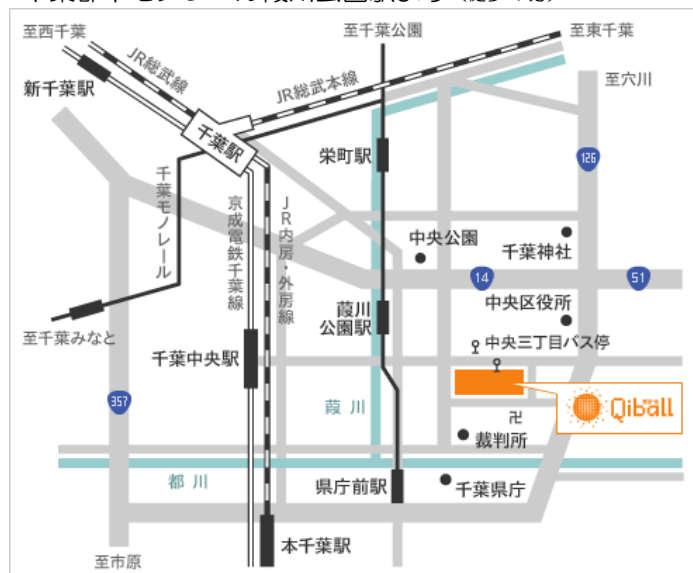 至西千葉
至千葉公園
至東千葉
JR総武線
JR総武本線
新千葉駅
至穴川
千葉駅
栄町駅
126
千葉モノレール
京成電鉄千葉線
JR内房・外房線
中央公園
千葉神社
14
51
葭川
公園駅
中央区役所
至千葉みなと
千葉中央駅
中央三丁目バス停
357
葭川
Qiball
卍
裁判所
都川
県庁前駅
千葉県庁
本千葉駅
至市原